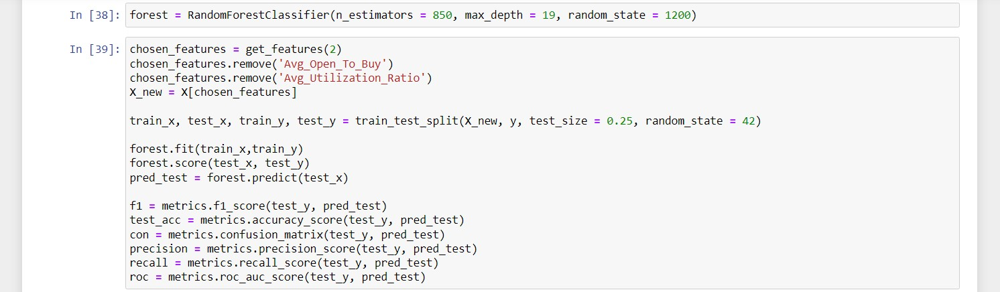 In [38]: forest = RandomForestClassifier(n_estimators = 850, max_depth = 19, random_state = 1200)
In [39]: chosen_features = get_features(2)
chosen_features.remove('Avg_Open_To_Buy')
chosen_features.remove('Avg_Utilization_Ratio')
X_new = X[chosen_features]
train_x, test_x, train_y, test_y = train_test_split(X_new, y, test_size = 0.25, random_state = 42)
forest.fit(train_x,train_y)
forest.score(test_x, test_y)
pred_test = forest.predict(test_x)
f1 = metrics.f1_score(test_y, pred_test)
test_acc = metrics.accuracy_score(test_y, pred_test)
con = metrics.confusion_matrix(test_y, pred_test)
precision = metrics.precision_score(test_y, pred_test)
recall = metrics.recall_score(test_y, pred_test)
roc = metrics.roc_auc_score(test_y, pred_test)